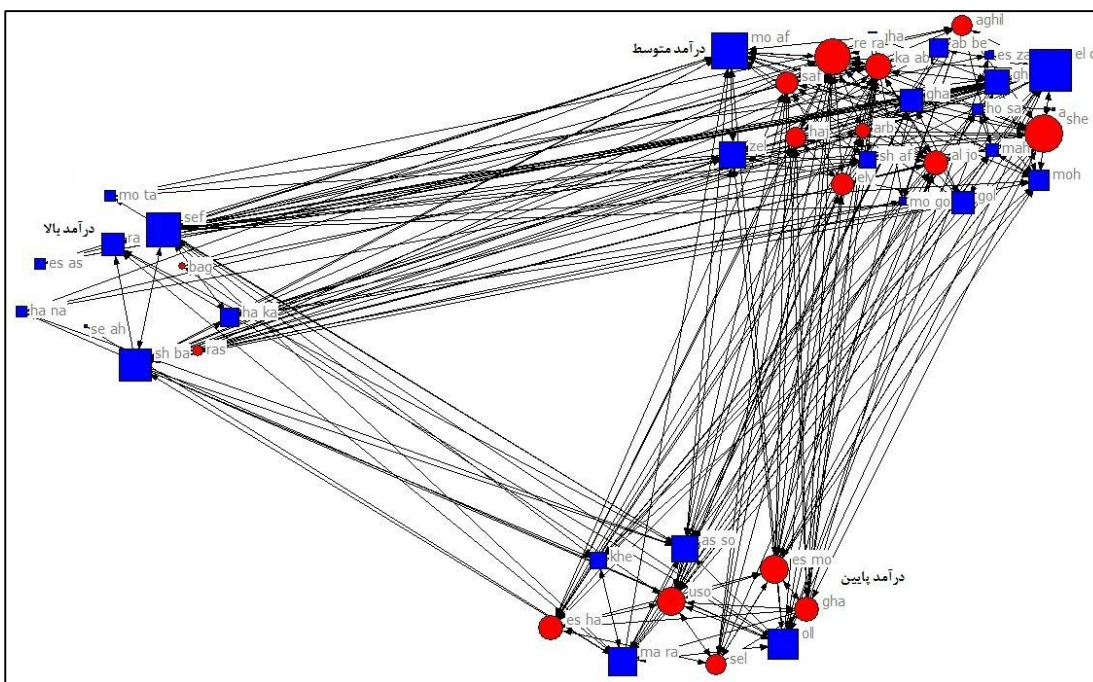 aghil
mo af
درآمد متوسط
re ra
ka ab
ab be
es za
saf
gha
ho sa
she
haj
arb
zel
sh af
al jo
mah
ely
moh
mo go
gol
mo ta
sef
درآمد بالا
ra
es as
bag
ha na
ha ka
se ah
sh ba
ras
as so
khe
es mo
درآمد پایین
uso
gha
es ha
oll
ma ra
sel